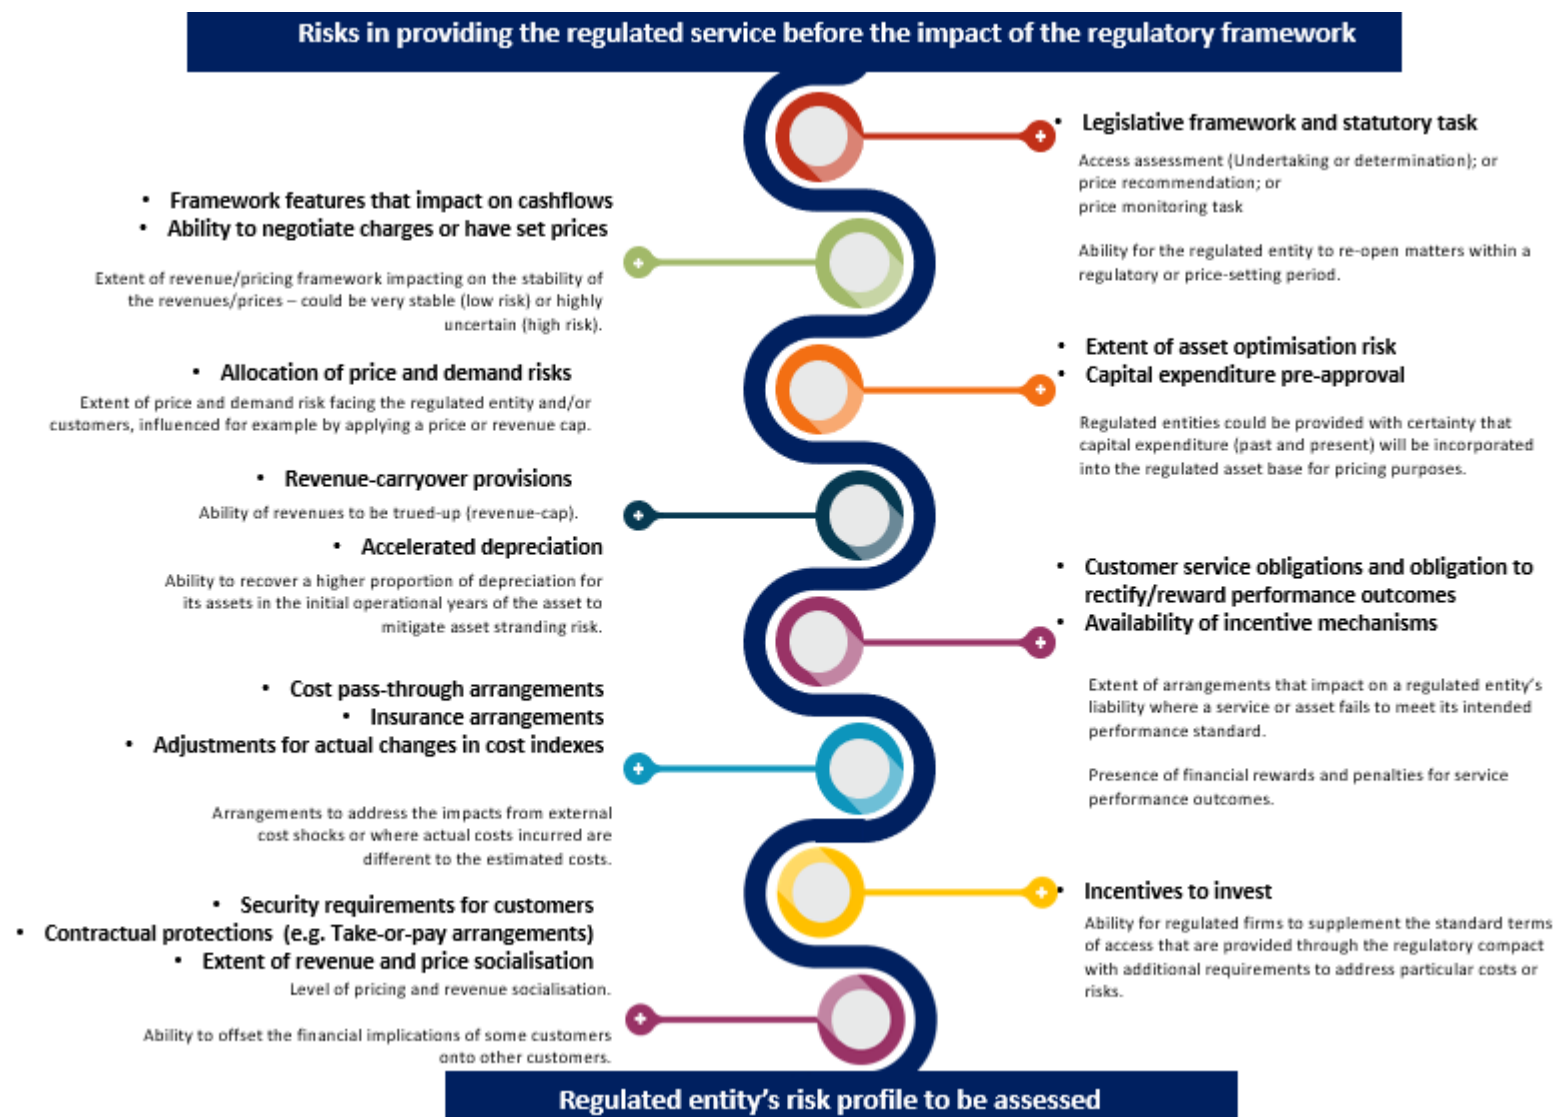 Risks in providing the regulated service before the impact of the regulatory framework
• Legislative framework and statutory task
Access assessment (Undertaking or determination); or
price recommendation; or
price monitoring task
Ability for the regulated entity to re-open matters within a
regulatory or price-setting period.
• Framework features that impact on cashflows
• Ability to negotiate charges or have set prices
Extent of revenue/pricing framework impacting on the stability of
the revenues/prices – could be very stable (low risk) or highly
uncertain (high risk).
• Extent of asset optimisation risk
• Capital expenditure pre-approval
Regulated entities could be provided with certainty that
capital expenditure (past and present) will be incorporated
into the regulated asset base for pricing purposes.
• Allocation of price and demand risks
Extent of price and demand risk facing the regulated entity and/or
customers, influenced for example by applying a price or revenue cap.
• Revenue-carryover provisions
Ability of revenues to be trued-up (revenue-cap).
• Accelerated depreciation
Ability to recover a higher proportion of depreciation for
its assets in the initial operational years of the asset to
mitigate asset stranding risk.
• Customer service obligations and obligation to
rectify/reward performance outcomes
• Availability of incentive mechanisms
Extent of arrangements that impact on a regulated entity's
liability where a service or asset fails to meet its intended
performance standard.
Presence of financial rewards and penalties for service
performance outcomes.
• Cost pass-through arrangements
• Insurance arrangements
• Adjustments for actual changes in cost indexes
Arrangements to address the impacts from external
cost shocks or where actual costs incurred are
different to the estimated costs.
• Incentives to invest
Ability for regulated firms to supplement the standard terms
of access that are provided through the regulatory compact
with additional requirements to address particular costs or
risks.
• Security requirements for customers
• Contractual protections (e.g. Take-or-pay arrangements)
• Extent of revenue and price socialisation
Level of pricing and revenue socialisation.
Ability to offset the financial implications of some customers
onto other customers.
Regulated entity's risk profile to be assessed